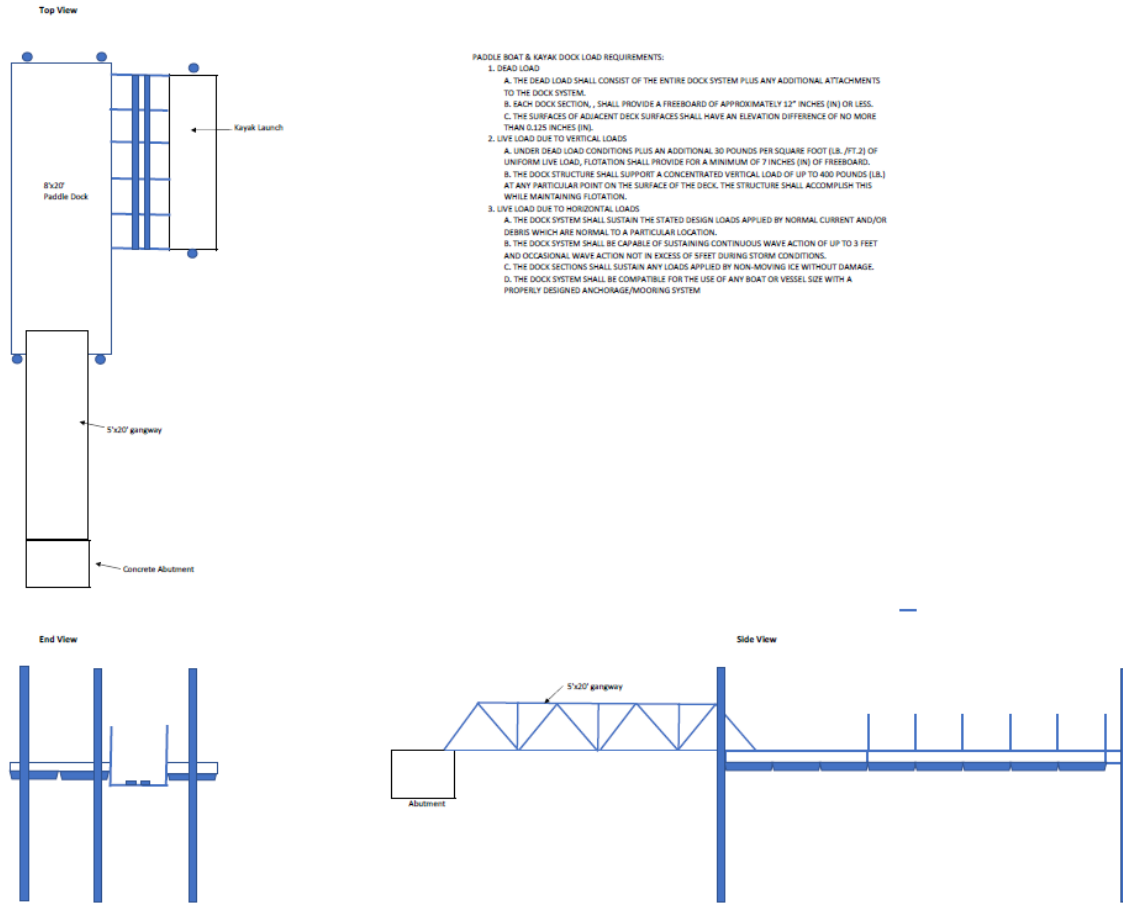 Top View
PADDLE BOAT & KAYAK DOCK LOAD REQUIREMENTS:
1. DEAD LOAD
A. THE DEAD LOAD SHALL CONSIST OF THE ENTIRE DOCK SYSTEM PLUS ANY ADDITIONAL ATTACHMENTS
TO THE DOCK SYSTEM.
B. EACH DOCK SECTION, , SHALL PROVIDE A FREEBOARD OF APPROXIMATELY 12" INCHES (IN) OR LESS.
C. THE SURFACES OF ADJACENT DECK SURFACES SHALL HAVE AN ELEVATION DIFFERENCE OF NO MORE
THAN 0.125 INCHES (IN).
2. LIVE LOAD DUE TO VERTICAL LOADS
A. UNDER DEAD LOAD CONDITIONS PLUS AN ADDITIONAL 30 POUNDS PER SQUARE FOOT (LB. /FT.2) OF
UNIFORM LIVE LOAD, FLOTATION SHALL PROVIDE FOR A MINIMUM OF 7 INCHES (IN) OF FREEBOARD.
B. THE DOCK STRUCTURE SHALL SUPPORT A CONCENTRATED VERTICAL LOAD OF UP TO 400 POUNDS (LB.)
AT ANY PARTICULAR POINT ON THE SURFACE OF THE DECK. THE STRUCTURE SHALL ACCOMPLISH THIS
WHILE MAINTAINING FLOTATION.
3. LIVE LOAD DUE TO HORIZONTAL LOADS
A. THE DOCK SYSTEM SHALL SUSTAIN THE STATED DESIGN LOADS APPLIED BY NORMAL CURRENT AND/OR
DEBRIS WHICH ARE NORMAL TO A PARTICULAR LOCATION.
B. THE DOCK SYSTEM SHALL BE CAPABLE OF SUSTAINING CONTINUOUS WAVE ACTION OF UP TO 3 FEET
AND OCCASIONAL WAVE ACTION NOT IN EXCESS OF 5FEET DURING STORM CONDITIONS.
C. THE DOCK SECTIONS SHALL SUSTAIN ANY LOADS APPLIED BY NON-MOVING ICE WITHOUT DAMAGE.
D. THE DOCK SYSTEM SHALL BE COMPATIBLE FOR THE USE OF ANY BOAT OR VESSEL SIZE WITH A
PROPERLY DESIGNED ANCHORAGE/MOORING SYSTEM
Kayak Launch
8'x20'
Paddle Dock
5'x20' gangway
Concrete Abutment
End View
Side View
5'x20' gangway
Abutment